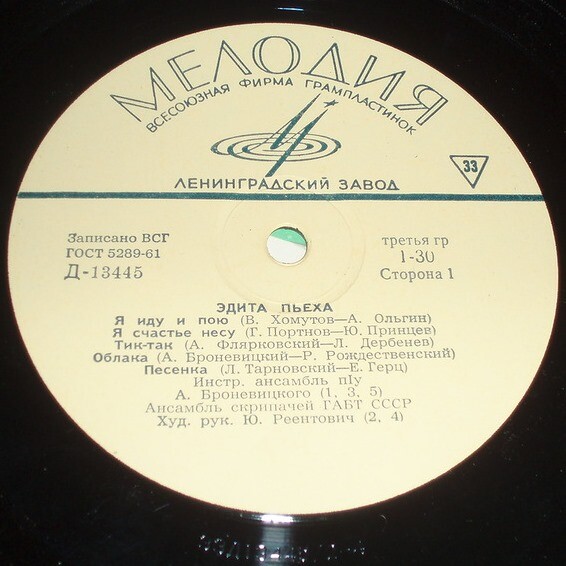 МЕЛОДИЯ
ВСЕСОЮЗНАЯ ФИРМА ГРАМПЛАСТИНОК
33
ЛЕНИНГРАДСКИЙ ЗАВОД
Записано ВСГ
ГОСТ 5289-61
Д-13445
третья гр
1-30
Сторона 1
ЭДИТА ПЬЕХА
Я иду и пою (В. Хомутов—А. Ольгин)
Я счастье несу (Г. Портнов—Ю. Принцев)
Тик-так (А. Флярковский—Л. Дербенев)
Облака (А. Броневицкий—Р. Рождественский)
Песенка (Л. Тарновский—Е. Герц)
Инстр. ансамбль п/у
А. Броневицкого (1, 3, 5)
Ансамбль скрипачей ГАБТ СССР
Худ. рук. Ю. Реентович (2, 4)